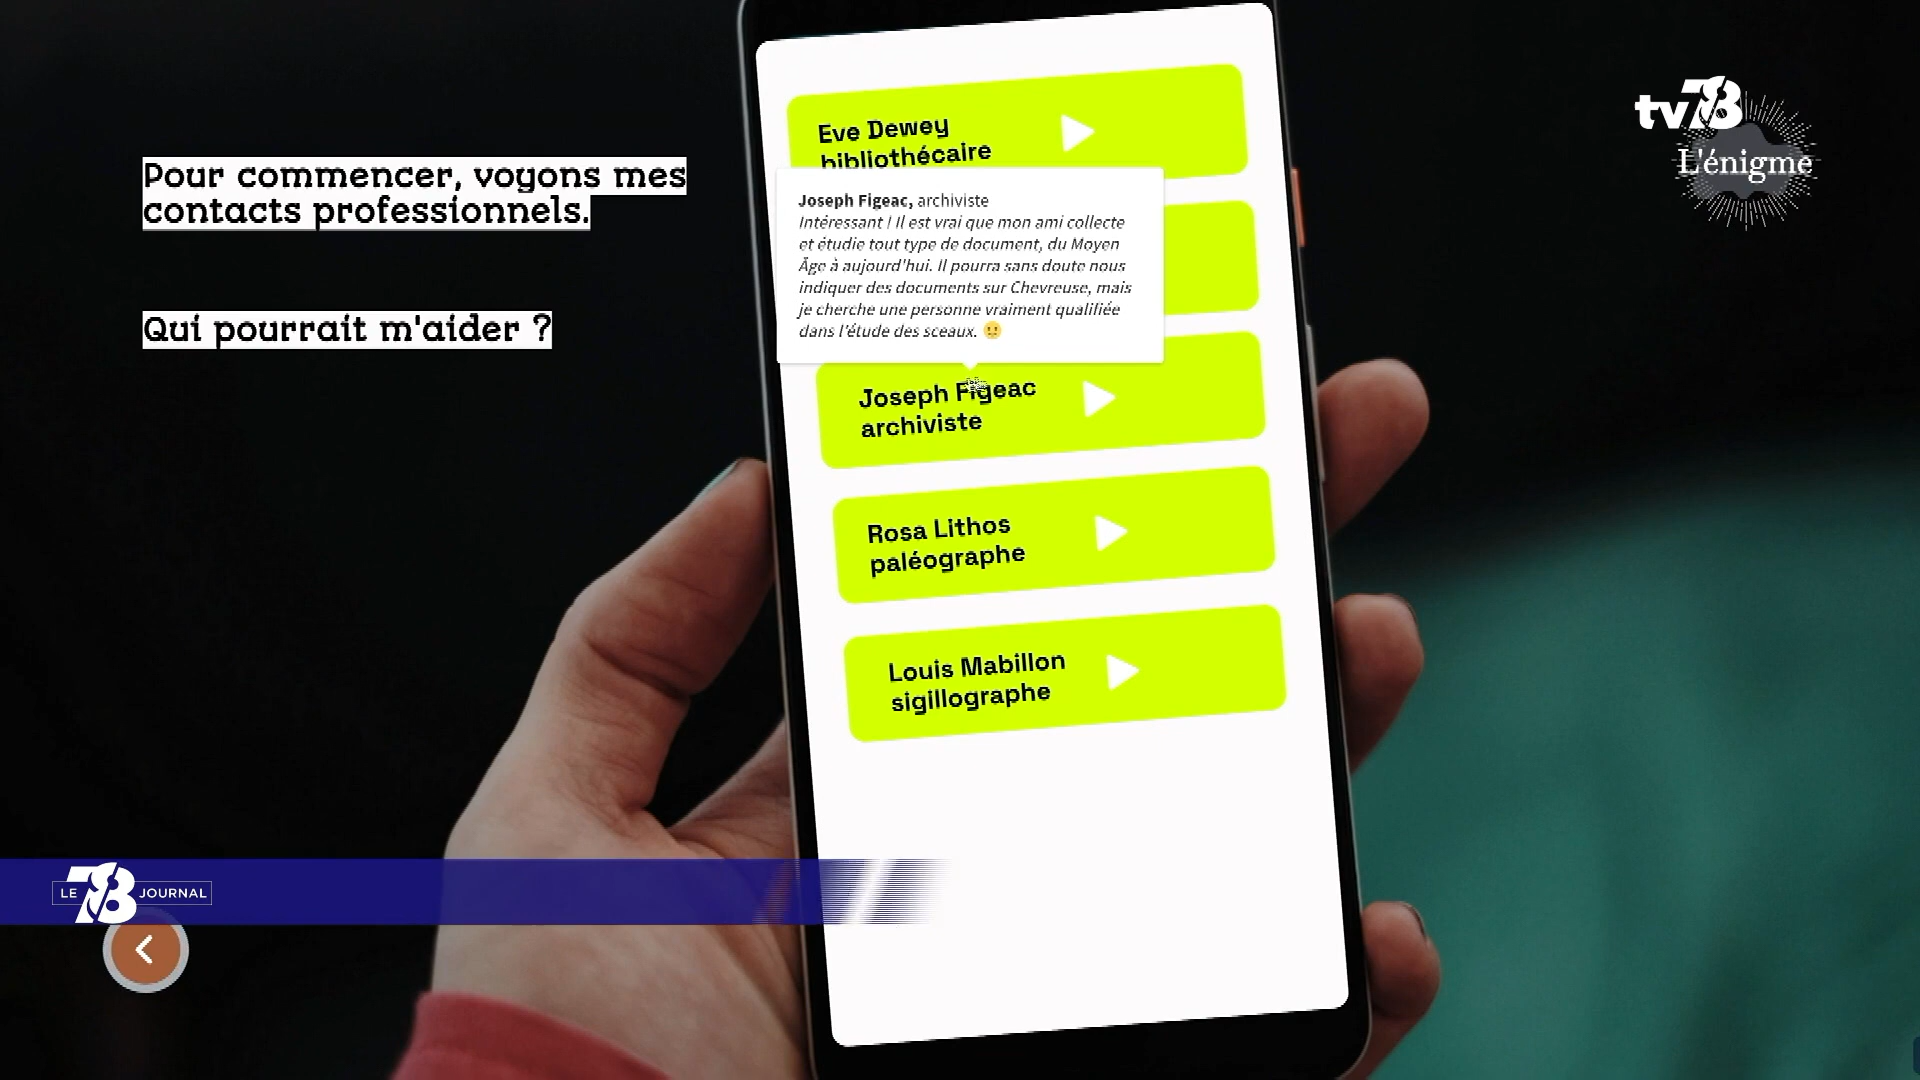 Pour commencer, voyons mes
contacts professionnels.
Qui pourrait m'aider ?
Eve Dewey
bibliothécaire
Joseph Figeac, archiviste
Intéressant ! Il est vrai que mon ami collecte
et étudie tout type de document, du Moyen
Âge à aujourd'hui. Il pourra sans doute nous
indiquer des documents sur Chevreuse, mais
je cherche une personne vraiment qualifiée
dans l'étude des sceaux.
Joseph Figeac
archiviste
Rosa Lithos
paléographe
Louis Mabillon
sigillographe
tv78
L'énigme
LE 78 JOURNAL